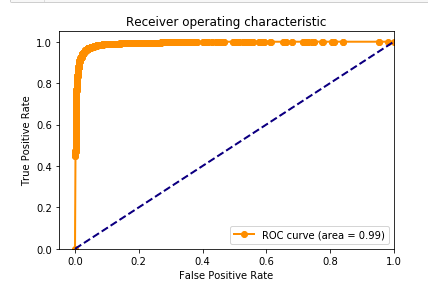 Receiver operating characteristic
1.0
0.8
0.6
0.4
0.2
0.0
True Positive Rate
ROC curve (area = 0.99)
0.0 0.2 0.4 0.6 0.8 1.0
False Positive Rate